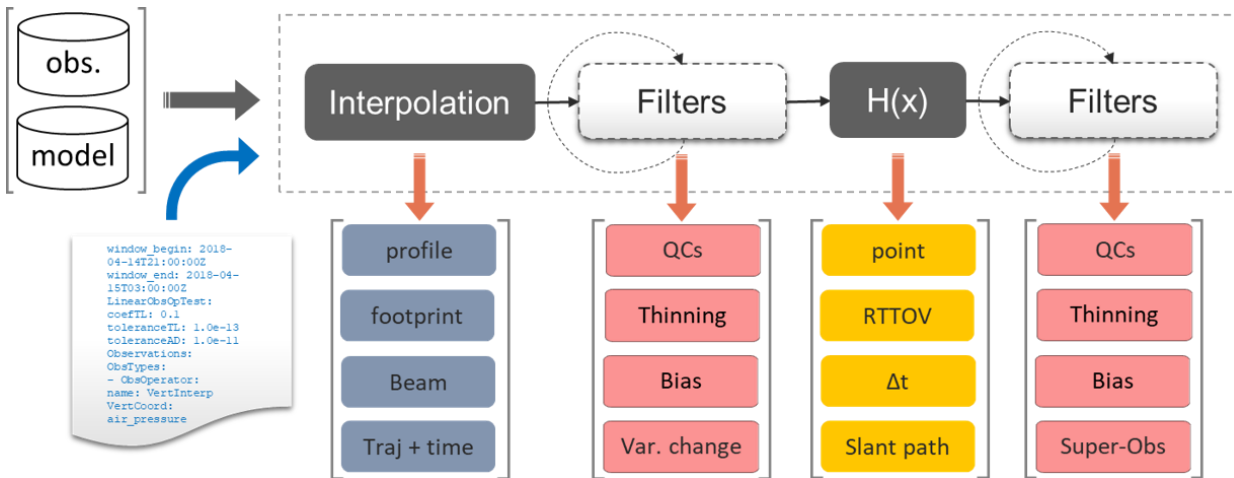 obs.
model
Interpolation
Filters
H(x)
Filters
window_begin: 2018-
04-14T21:00:00Z
window_end: 2018-04-
15T03:00:00Z
LinearObsOpTest:
coefTL: 0.1
toleranceTL: 1.0e-13
toleranceAD: 1.0e-11
Observations:
ObsTypes:
- ObsOperator:
name: VertInterp
VertCoord:
air_pressure
profile
footprint
Beam
Traj + time
QCs
Thinning
Bias
Var. change
point
RTTOV
Δt
Slant path
QCs
Thinning
Bias
Super-Obs